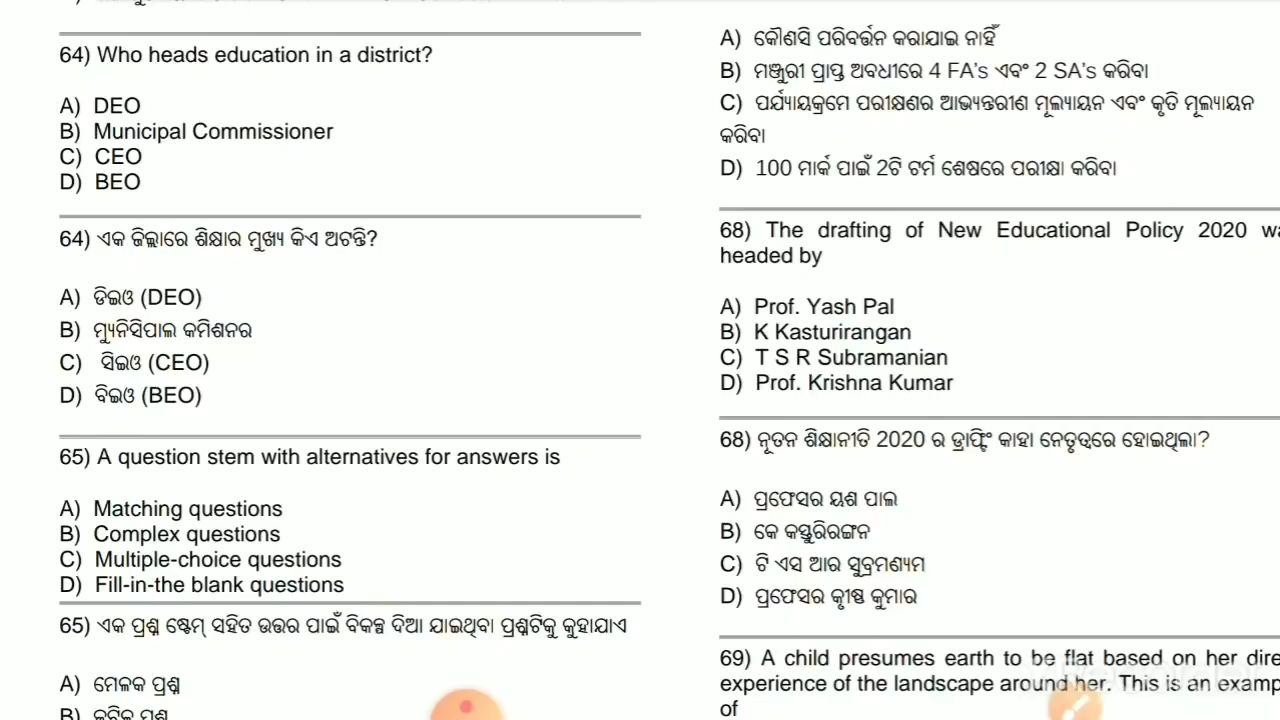 64) Who heads education in a district?
A) DEO
B) Municipal Commissioner
C) CEO
D) BEO
64) ଏକ ଜିଲ୍ଲାରେ ଶିକ୍ଷାର ମୁଖ୍ୟ କିଏ ଅଟନ୍ତି?
A) ଡିଇଓ (DEO)
B) ମ୍ୟୁନିସିପାଲ କମିଶନର
C) ସିଇଓ (CEO)
D) ବିଇଓ (BEO)
65) A question stem with alternatives for answers is
A) Matching questions
B) Complex questions
C) Multiple-choice questions
D) Fill-in-the blank questions
65) ଏକ ପ୍ରଶ୍ନ ଷ୍ଟେମ୍ ସହିତ ଉତ୍ତର ପାଇଁ ବିକଳ୍ପ ଦିଆ ଯାଇଥିବା ପ୍ରଶ୍ନଟିକୁ କୁହାଯାଏ
A) ମେଳକ ପ୍ରଶ୍ନ
B)
A) କୌଣସି ପରିବର୍ତ୍ତନ କରାଯାଇ ନାହିଁ
B) ମଞ୍ଜୁରୀ ପ୍ରାପ୍ତ ଅବଧୀରେ 4 FA's ଏବଂ 2 SA's କରିବା
C) ପର୍ଯ୍ୟାୟକ୍ରମେ ପରୀକ୍ଷଣର ଆଭ୍ୟନ୍ତରୀଣ ମୂଲ୍ୟାୟନ ଏବଂ କୃତି ମୂଲ୍ୟାୟନ
କରିବା
D) 100 ମାର୍କ ପାଇଁ 2ଟି ଟର୍ମ ଶେଷରେ ପରୀକ୍ଷା କରିବା
68) The drafting of New Educational Policy 2020
headed by
A) Prof. Yash Pal
B) K Kasturirangan
C) T S R Subramanian
D) Prof. Krishna Kumar
68) ନୂତନ ଶିକ୍ଷାନୀତି 2020 ର ଡ୍ରାଫ୍ଟିଂ କାହା ନେତୃତ୍ୱରେ ହୋଇଥିଲା?
A) ପ୍ରଫେସର ୟଶ ପାଲ
B) କେ କସ୍ତୁରିରଙ୍ଗନ
C) ଟି ଏସ ଆର ସୁବ୍ରମଣ୍ୟମ
D) ପ୍ରଫେସର କ୍ରୀଷ୍ଣ କୁମାର
69) A child presumes earth to be flat based on her
experience of the landscape around her. This is an
of